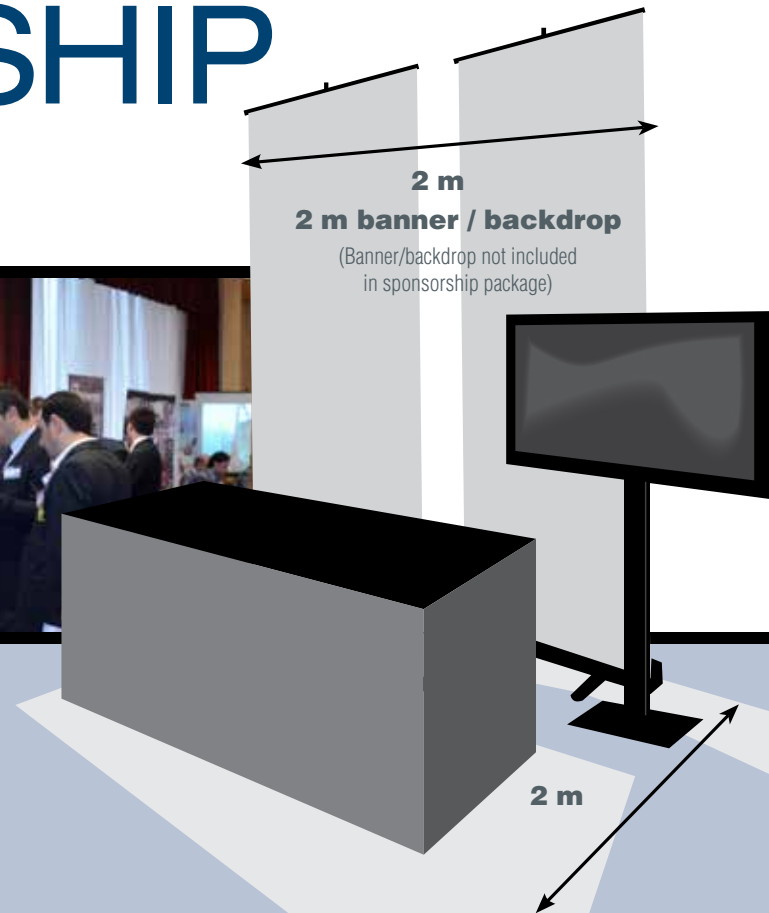 SHIP
2 m
2 m banner / backdrop
(Banner/backdrop not included
in sponsorship package)
2 m